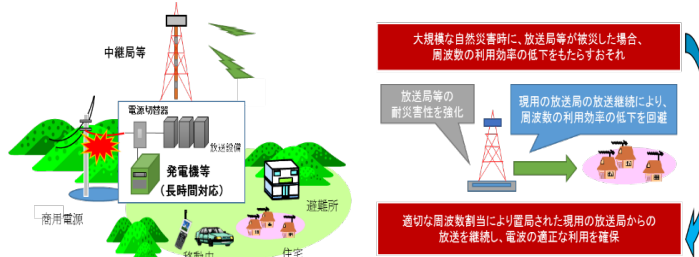 中継局等
電源切替器
放送設備
発電機等
(長時間対応)
商用電源
避難所
移動中
住宅
大規模な自然災害時に、放送局等が被災した場合、
周波数の利用効率の低下をもたらすおそれ
放送局等の
耐災害性を強化
現用の放送局の放送継続により、
周波数の利用効率の低下を回避
適切な周波数割当により置局された現用の放送局からの
放送を継続し、電波の適正な利用を確保